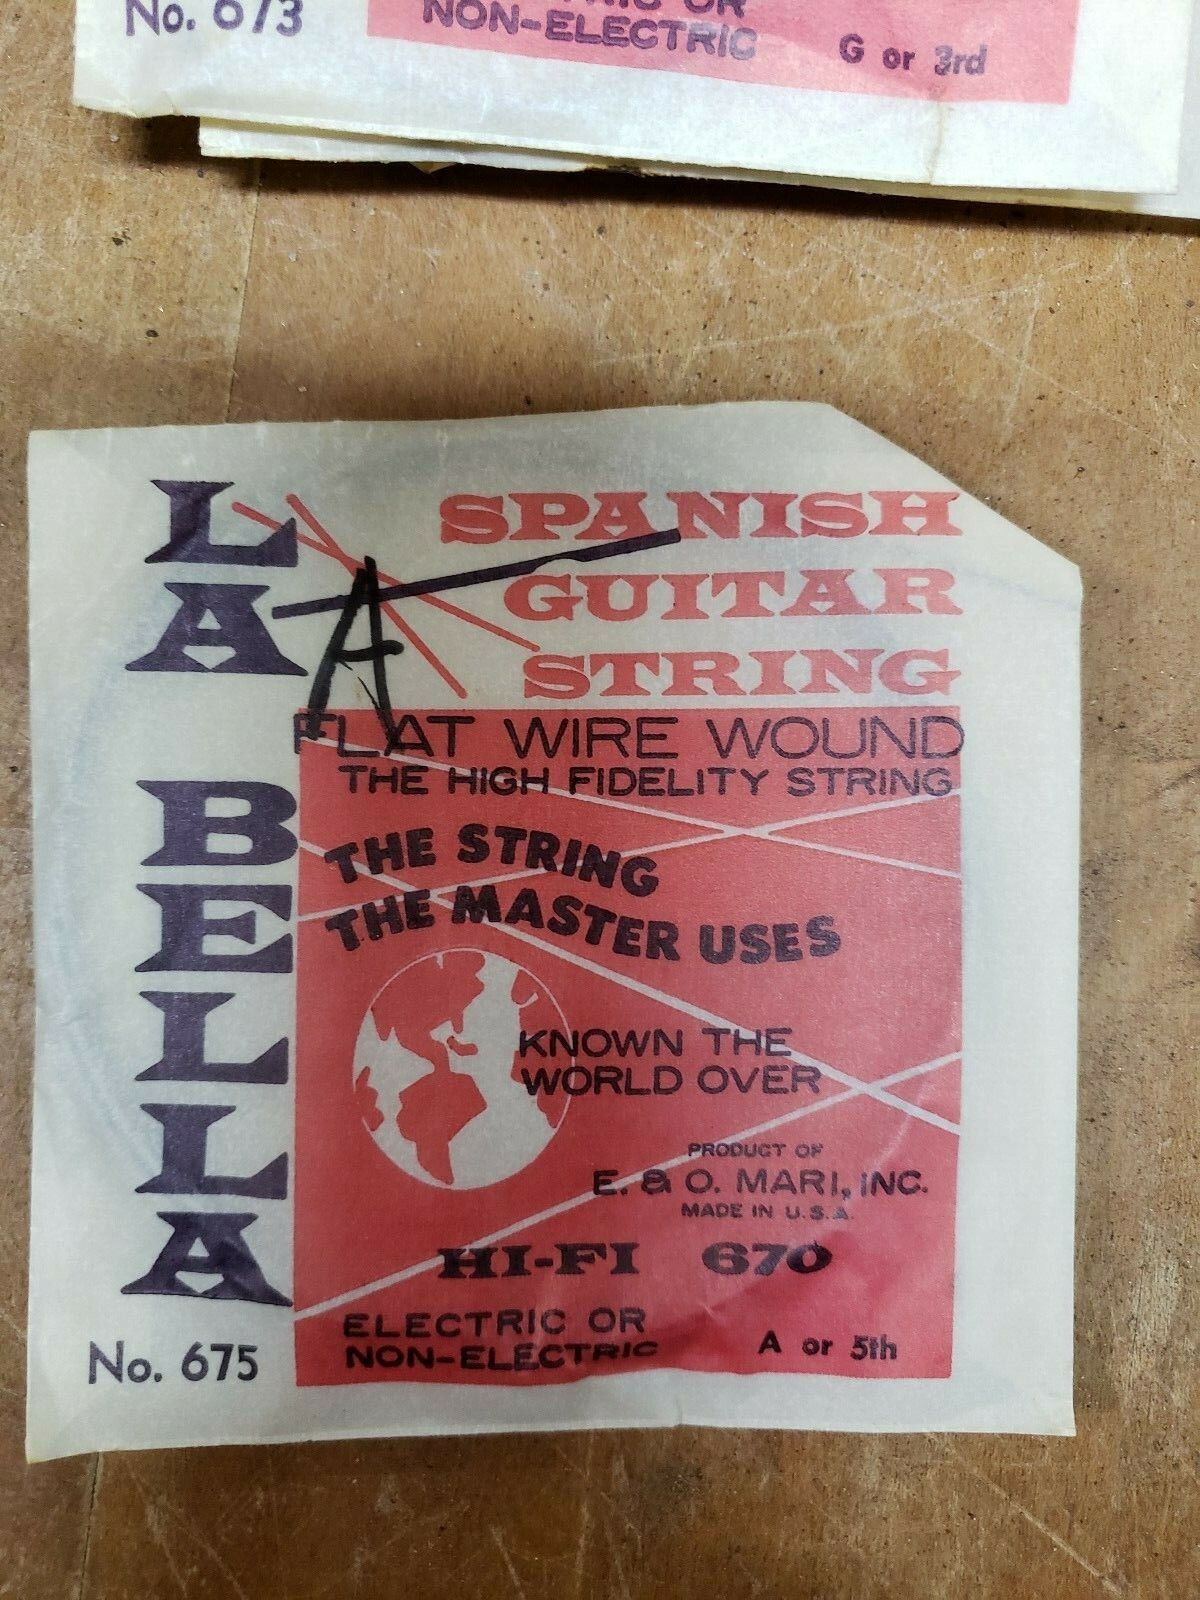 No. 673
NON-ELECTRIC
G or 3rd
LA BELLA
SPANISH
GUITAR
STRING
A
FLAT WIRE WOUND
THE HIGH FIDELITY STRING
THE STRING
THE MASTER USES
KNOWN THE
WORLD OVER
PRODUCT OF
E. & O. MARI, INC.
MADE IN U.S.A.
HI-FI 670
ELECTRIC OR
NON-ELECTRIC
A or 5th
No. 675